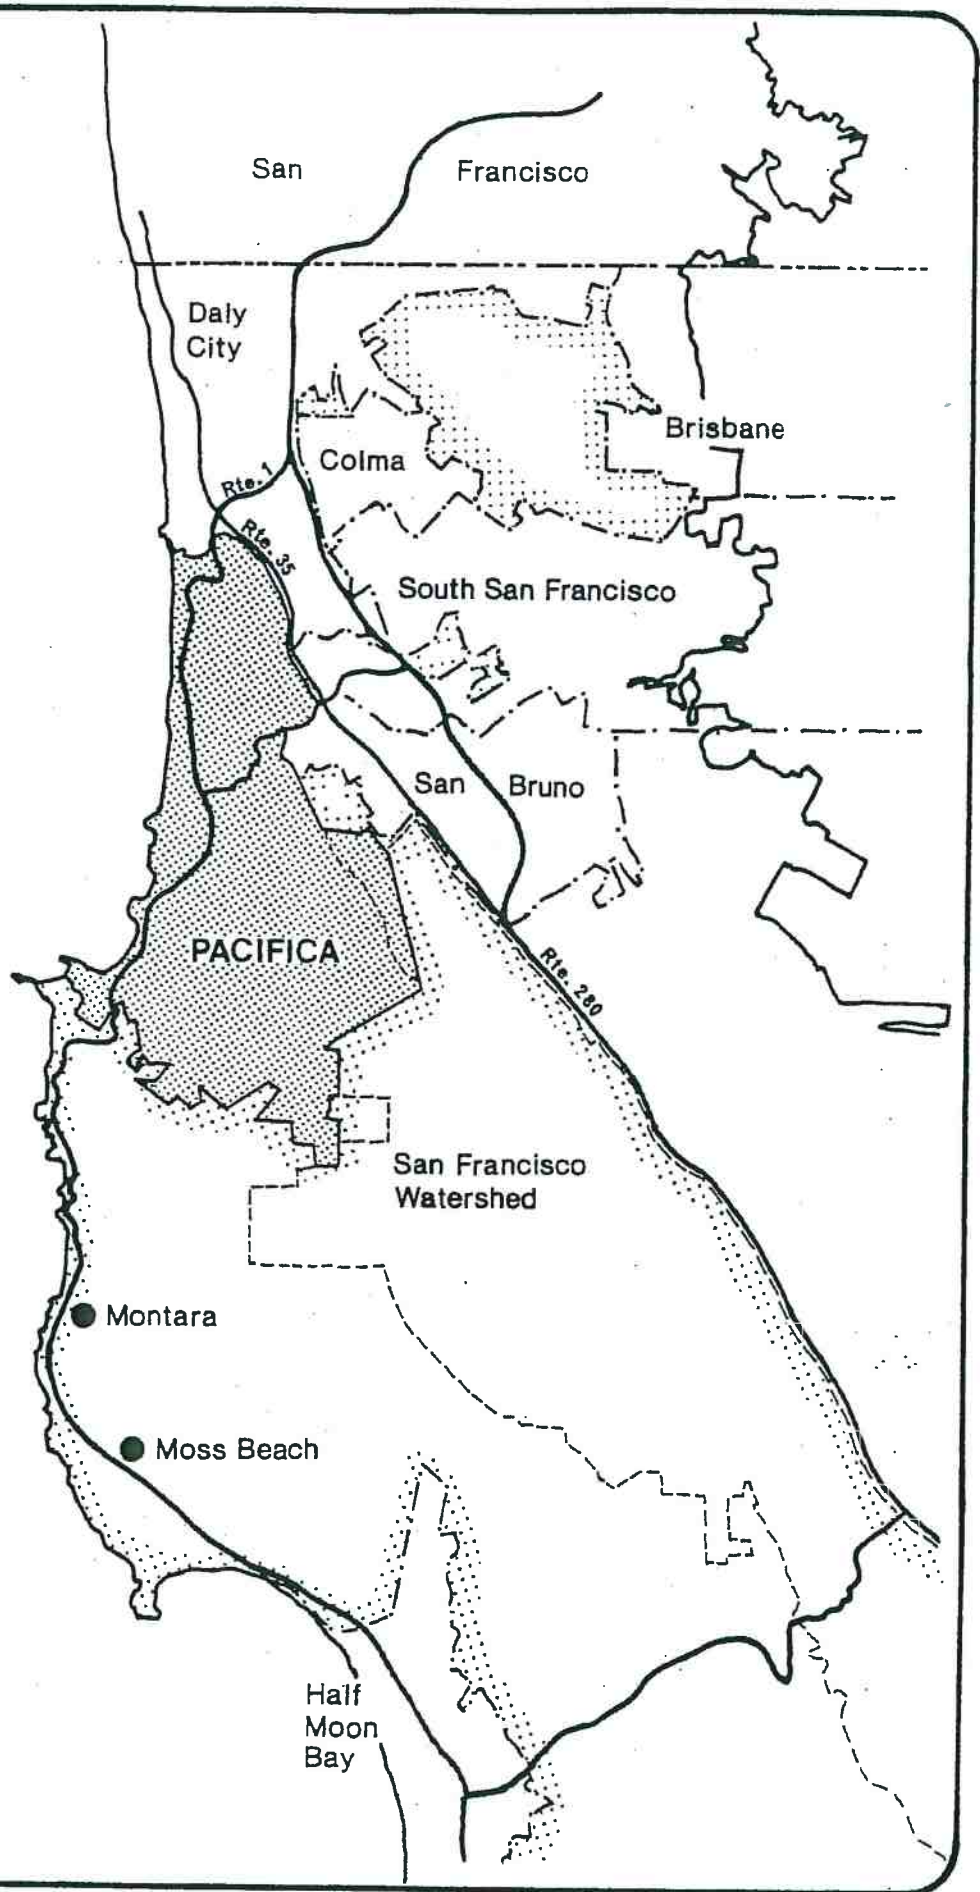 San Francisco
Daly
City
Brisbane
Colma
Rte. 1
Rte. 35
South San Francisco
San Bruno
PACIFICA
Rte. 280
San Francisco
Watershed
Montara
Moss Beach
Half
Moon
Bay